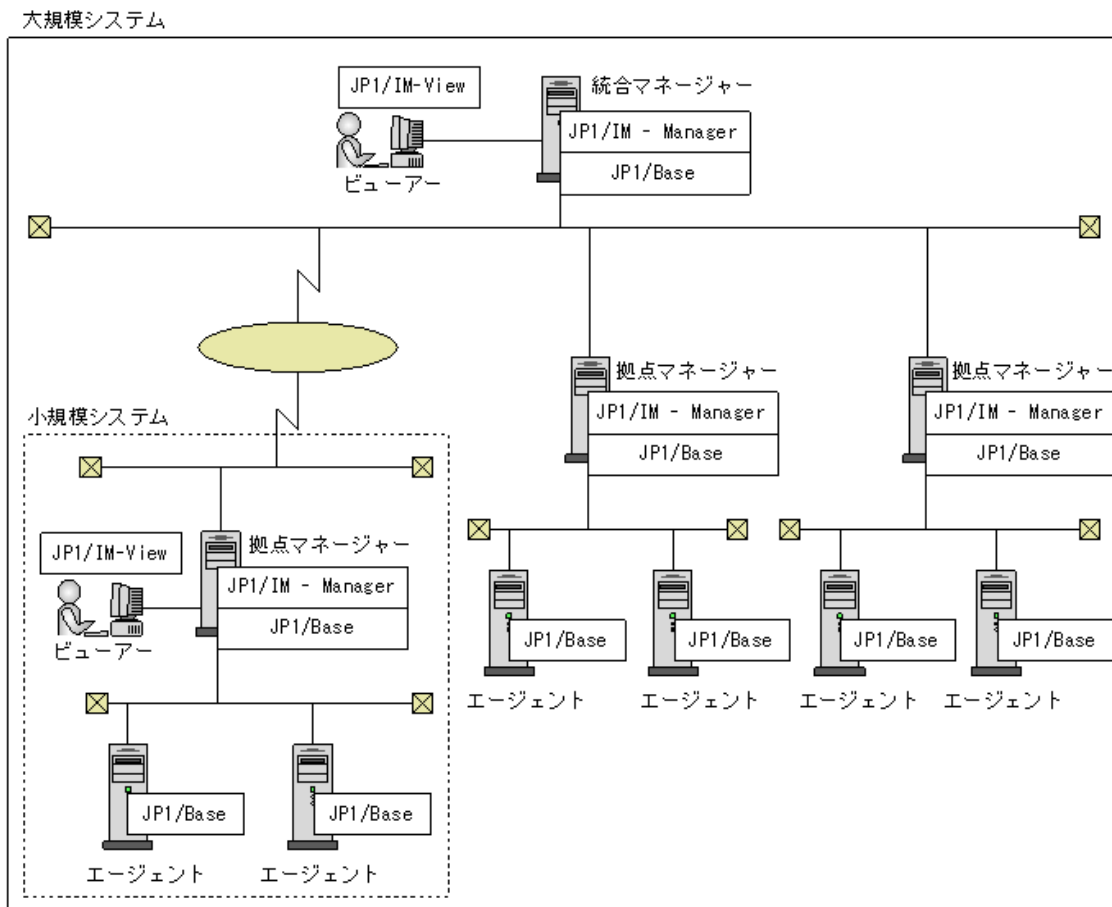 大規模システム
JP1/IM-View
統合マネージャー
JP1/IM - Manager
JP1/Base
ビューアー
拠点マネージャー
JP1/IM - Manager
JP1/Base
拠点マネージャー
JP1/IM - Manager
JP1/Base
小規模システム
JP1/IM-View
拠点マネージャー
JP1/IM - Manager
JP1/Base
ビューアー
JP1/Base
JP1/Base
JP1/Base
JP1/Base
エージェント
エージェント
エージェント
エージェント
JP1/Base
JP1/Base
エージェント
エージェント